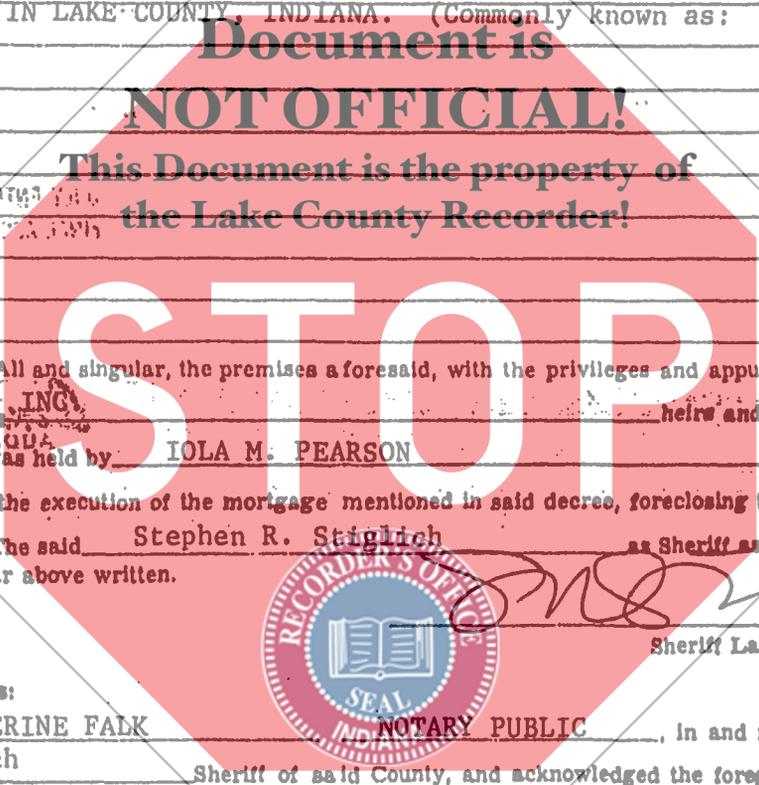 IN LAKE COUNTY, INDIANA. (Commonly known as:
Document is
NOT OFFICIAL!
This Document is the property of
the Lake County Recorder!
STOP
All and singular, the premises aforesaid, with the privileges and appu
INC
heirs and
as held by IOLA M. PEARSON
the execution of the mortgage mentioned in said decree, foreclosing
he said Stephen R. Stiglich as Sheriff as
r above written.
RECORDER'S OFFICE
SEAL
INDIANA
Sheriff La
s:
ERINE FALK NOTARY PUBLIC, in and
ch
Sheriff of said County, and acknowledged the foreg